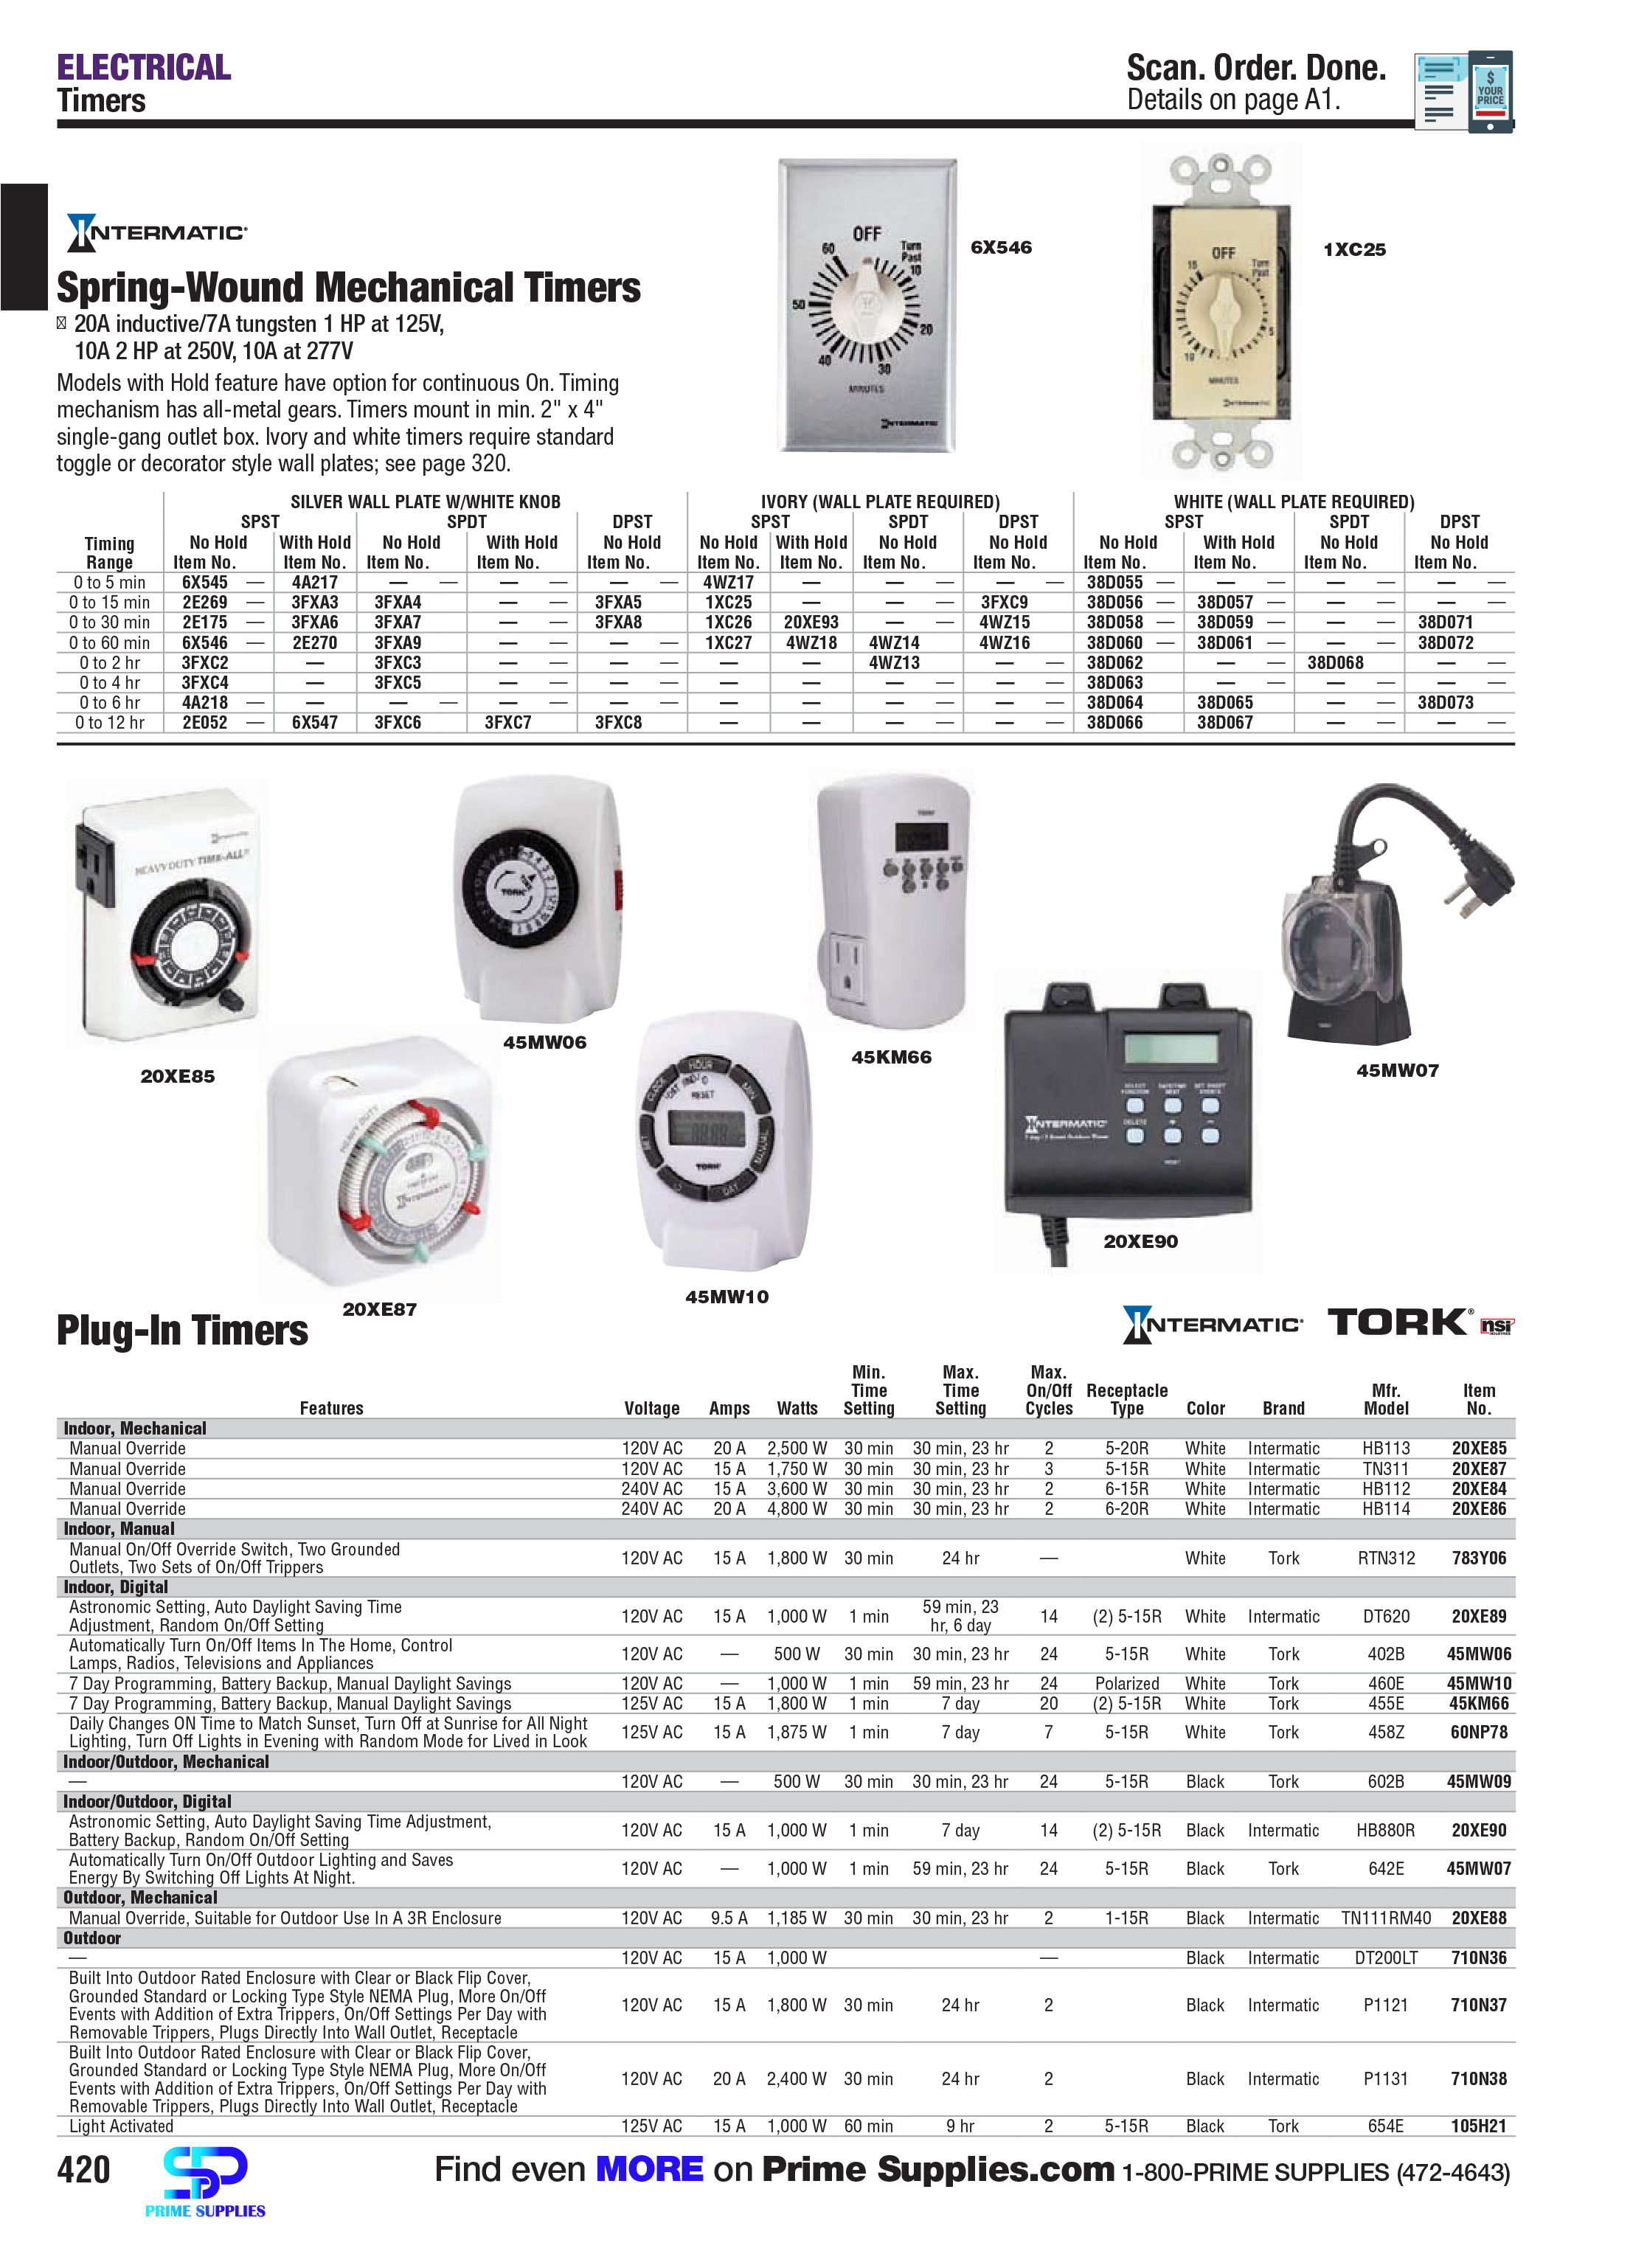 ELECTRICAL
Timers
Scan. Order. Done.
Details on page A1.
$
YOUR
PRICE
INTERMATIC
Spring-Wound Mechanical Timers
20A inductive/7A tungsten 1 HP at 125V,
10A 2 HP at 250V, 10A at 277V
Models with Hold feature have option for continuous On. Timing
mechanism has all-metal gears. Timers mount in min. 2" x 4"
single-gang outlet box. Ivory and white timers require standard
toggle or decorator style wall plates; see page 320.
OFF
60
Turn
Past
10
50
20
40
30
MINUTES
INTERMATIC
6X546
OFF
15
Turn
Past
5
10
MINUTES
INTERMATIC
1XC25
SILVER WALL PLATE W/WHITE KNOB IVORY (WALL PLATE REQUIRED) WHITE (WALL PLATE REQUIRED)
SPST SPDT DPST SPST SPDT DPST SPST SPDT DPST
Timing No Hold With Hold No Hold With Hold No Hold No Hold With Hold No Hold No Hold No Hold With Hold No Hold No Hold
Range Item No. Item No. Item No. Item No. Item No. Item No. Item No. Item No. Item No. Item No. Item No. Item No. Item No.
0 to 5 min 6X545 — 4A217 — — — — — — 4WZ17 — — — — — 38D055 — — — — — — —
0 to 15 min 2E269 — 3FXA3 3FXA4 — — 3FXA5 1XC25 — — — 3FXC9 38D056 — 38D057 — — — — —
0 to 30 min 2E175 — 3FXA6 3FXA7 — — 3FXA8 1XC26 20XE93 — — 4WZ15 38D058 — 38D059 — — — 38D071
0 to 60 min 6X546 — 2E270 3FXA9 — — — — 1XC27 4WZ18 4WZ14 4WZ16 38D060 — 38D061 — — — 38D072
0 to 2 hr 3FXC2 — 3FXC3 — — — — — — 4WZ13 — — 38D062 — — 38D068 — —
0 to 4 hr 3FXC4 — 3FXC5 — — — — — — — — — — 38D063 — — — — — —
0 to 6 hr 4A218 — — — — — — — — — — — — — — 38D064 38D065 — — 38D073
0 to 12 hr 2E052 — 6X547 3FXC6 3FXC7 3FXC8 — — — — — — 38D066 38D067 — — — —
HEAVY DUTY TIME-ALL
20XE85
TORK
45MW06
TORK
45KM66
45MW07
HEAVY DUTY
INTERMATIC
20XE87
CLOCK
HOUR
MIN
RESET
SET
MANUAL
TORK
DAY
45MW10
SELECT FUNCTION
DELETE
INTERMATIC
RESET
20XE90
Plug-In Timers
INTERMATIC TORK nsi
Features Voltage Amps Watts Min. Time Setting Max. Time Setting Max. On/Off Cycles Receptacle Type Color Brand Mfr. Model Item No.
Indoor, Mechanical
Manual Override 120V AC 20 A 2,500 W 30 min 30 min, 23 hr 2 5-20R White Intermatic HB113 20XE85
Manual Override 120V AC 15 A 1,750 W 30 min 30 min, 23 hr 3 5-15R White Intermatic TN311 20XE87
Manual Override 240V AC 15 A 3,600 W 30 min 30 min, 23 hr 2 6-15R White Intermatic HB112 20XE84
Manual Override 240V AC 20 A 4,800 W 30 min 30 min, 23 hr 2 6-20R White Intermatic HB114 20XE86
Indoor, Manual
Manual On/Off Override Switch, Two Grounded
Outlets, Two Sets of On/Off Trippers 120V AC 15 A 1,800 W 30 min 24 hr — White Tork RTN312 783Y06
Indoor, Digital
Astronomic Setting, Auto Daylight Saving Time
Adjustment, Random On/Off Setting 120V AC 15 A 1,000 W 1 min 59 min, 23 hr, 6 day 14 (2) 5-15R White Intermatic DT620 20XE89
Automatically Turn On/Off Items In The Home, Control
Lamps, Radios, Televisions and Appliances 120V AC — 500 W 30 min 30 min, 23 hr 24 5-15R White Tork 402B 45MW06
7 Day Programming, Battery Backup, Manual Daylight Savings 120V AC — 1,000 W 1 min 59 min, 23 hr 24 Polarized White Tork 460E 45MW10
7 Day Programming, Battery Backup, Manual Daylight Savings 125V AC 15 A 1,800 W 1 min 7 day 20 (2) 5-15R White Tork 455E 45KM66
Daily Changes ON Time to Match Sunset, Turn Off at Sunrise for All Night
Lighting, Turn Off Lights in Evening with Random Mode for Lived in Look 125V AC 15 A 1,875 W 1 min 7 day 7 5-15R White Tork 458Z 60NP78
Indoor/Outdoor, Mechanical
— 120V AC — 500 W 30 min 30 min, 23 hr 24 5-15R Black Tork 602B 45MW09
Indoor/Outdoor, Digital
Astronomic Setting, Auto Daylight Saving Time Adjustment,
Battery Backup, Random On/Off Setting 120V AC 15 A 1,000 W 1 min 7 day 14 (2) 5-15R Black Intermatic HB880R 20XE90
Automatically Turn On/Off Outdoor Lighting and Saves
Energy By Switching Off Lights At Night. 120V AC — 1,000 W 1 min 59 min, 23 hr 24 5-15R Black Tork 642E 45MW07
Outdoor, Mechanical
Manual Override, Suitable for Outdoor Use In A 3R Enclosure 120V AC 9.5 A 1,185 W 30 min 30 min, 23 hr 2 1-15R Black Intermatic TN111RM40 20XE88
Outdoor
— 120V AC 15 A 1,000 W — Black Intermatic DT200LT 710N36
Built Into Outdoor Rated Enclosure with Clear or Black Flip Cover,
Grounded Standard or Locking Type Style NEMA Plug, More On/Off
Events with Addition of Extra Trippers, On/Off Settings Per Day with
Removable Trippers, Plugs Directly Into Wall Outlet, Receptacle 120V AC 15 A 1,800 W 30 min 24 hr 2 Black Intermatic P1121 710N37
Built Into Outdoor Rated Enclosure with Clear or Black Flip Cover,
Grounded Standard or Locking Type Style NEMA Plug, More On/Off
Events with Addition of Extra Trippers, On/Off Settings Per Day with
Removable Trippers, Plugs Directly Into Wall Outlet, Receptacle 120V AC 20 A 2,400 W 30 min 24 hr 2 Black Intermatic P1131 710N38
Light Activated 125V AC 15 A 1,000 W 60 min 9 hr 2 5-15R Black Tork 654E 105H21
420
PRIME SUPPLIES
Find even MORE on Prime Supplies.com 1-800-PRIME SUPPLIES (472-4643)